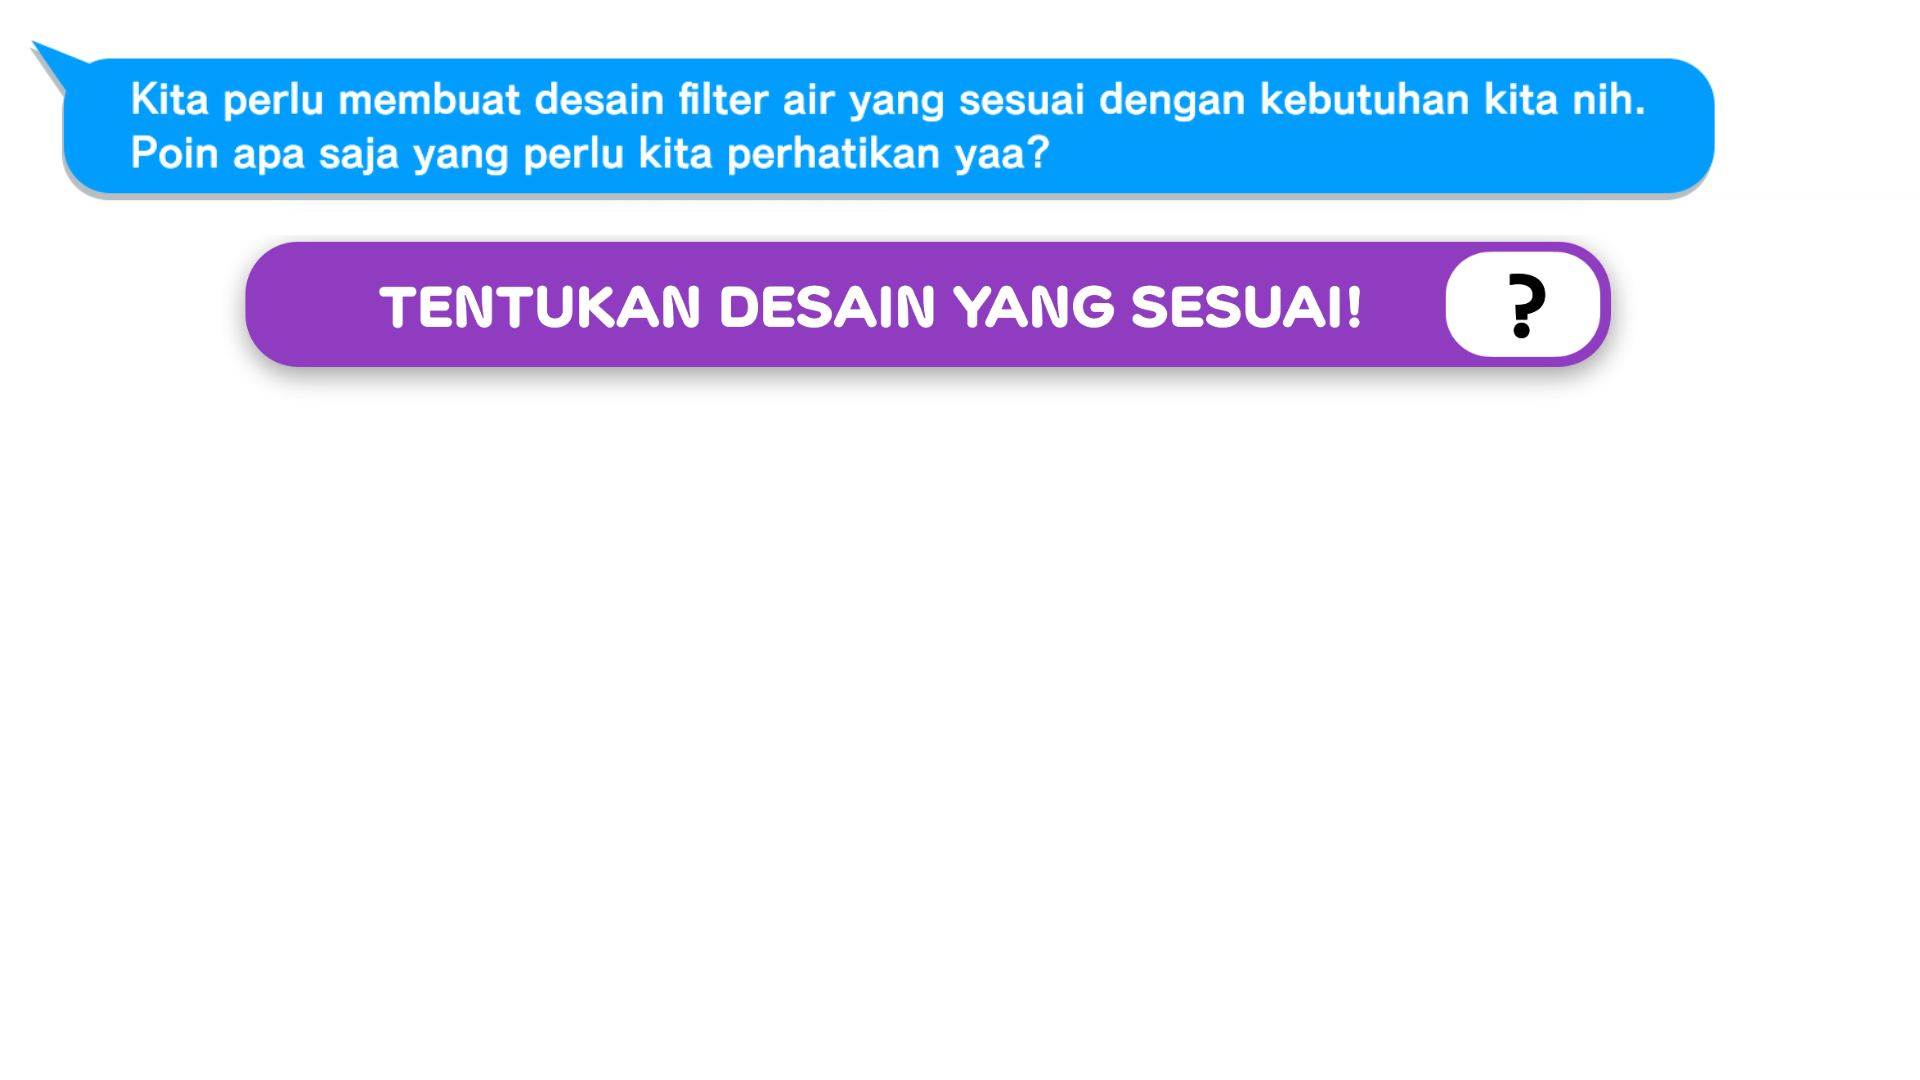 Kita perlu membuat desain filter air yang sesuai dengan kebutuhan kita nih.
Poin apa saja yang perlu kita perhatikan yaa?
TENTUKAN DESAIN YANG SESUAI!
?